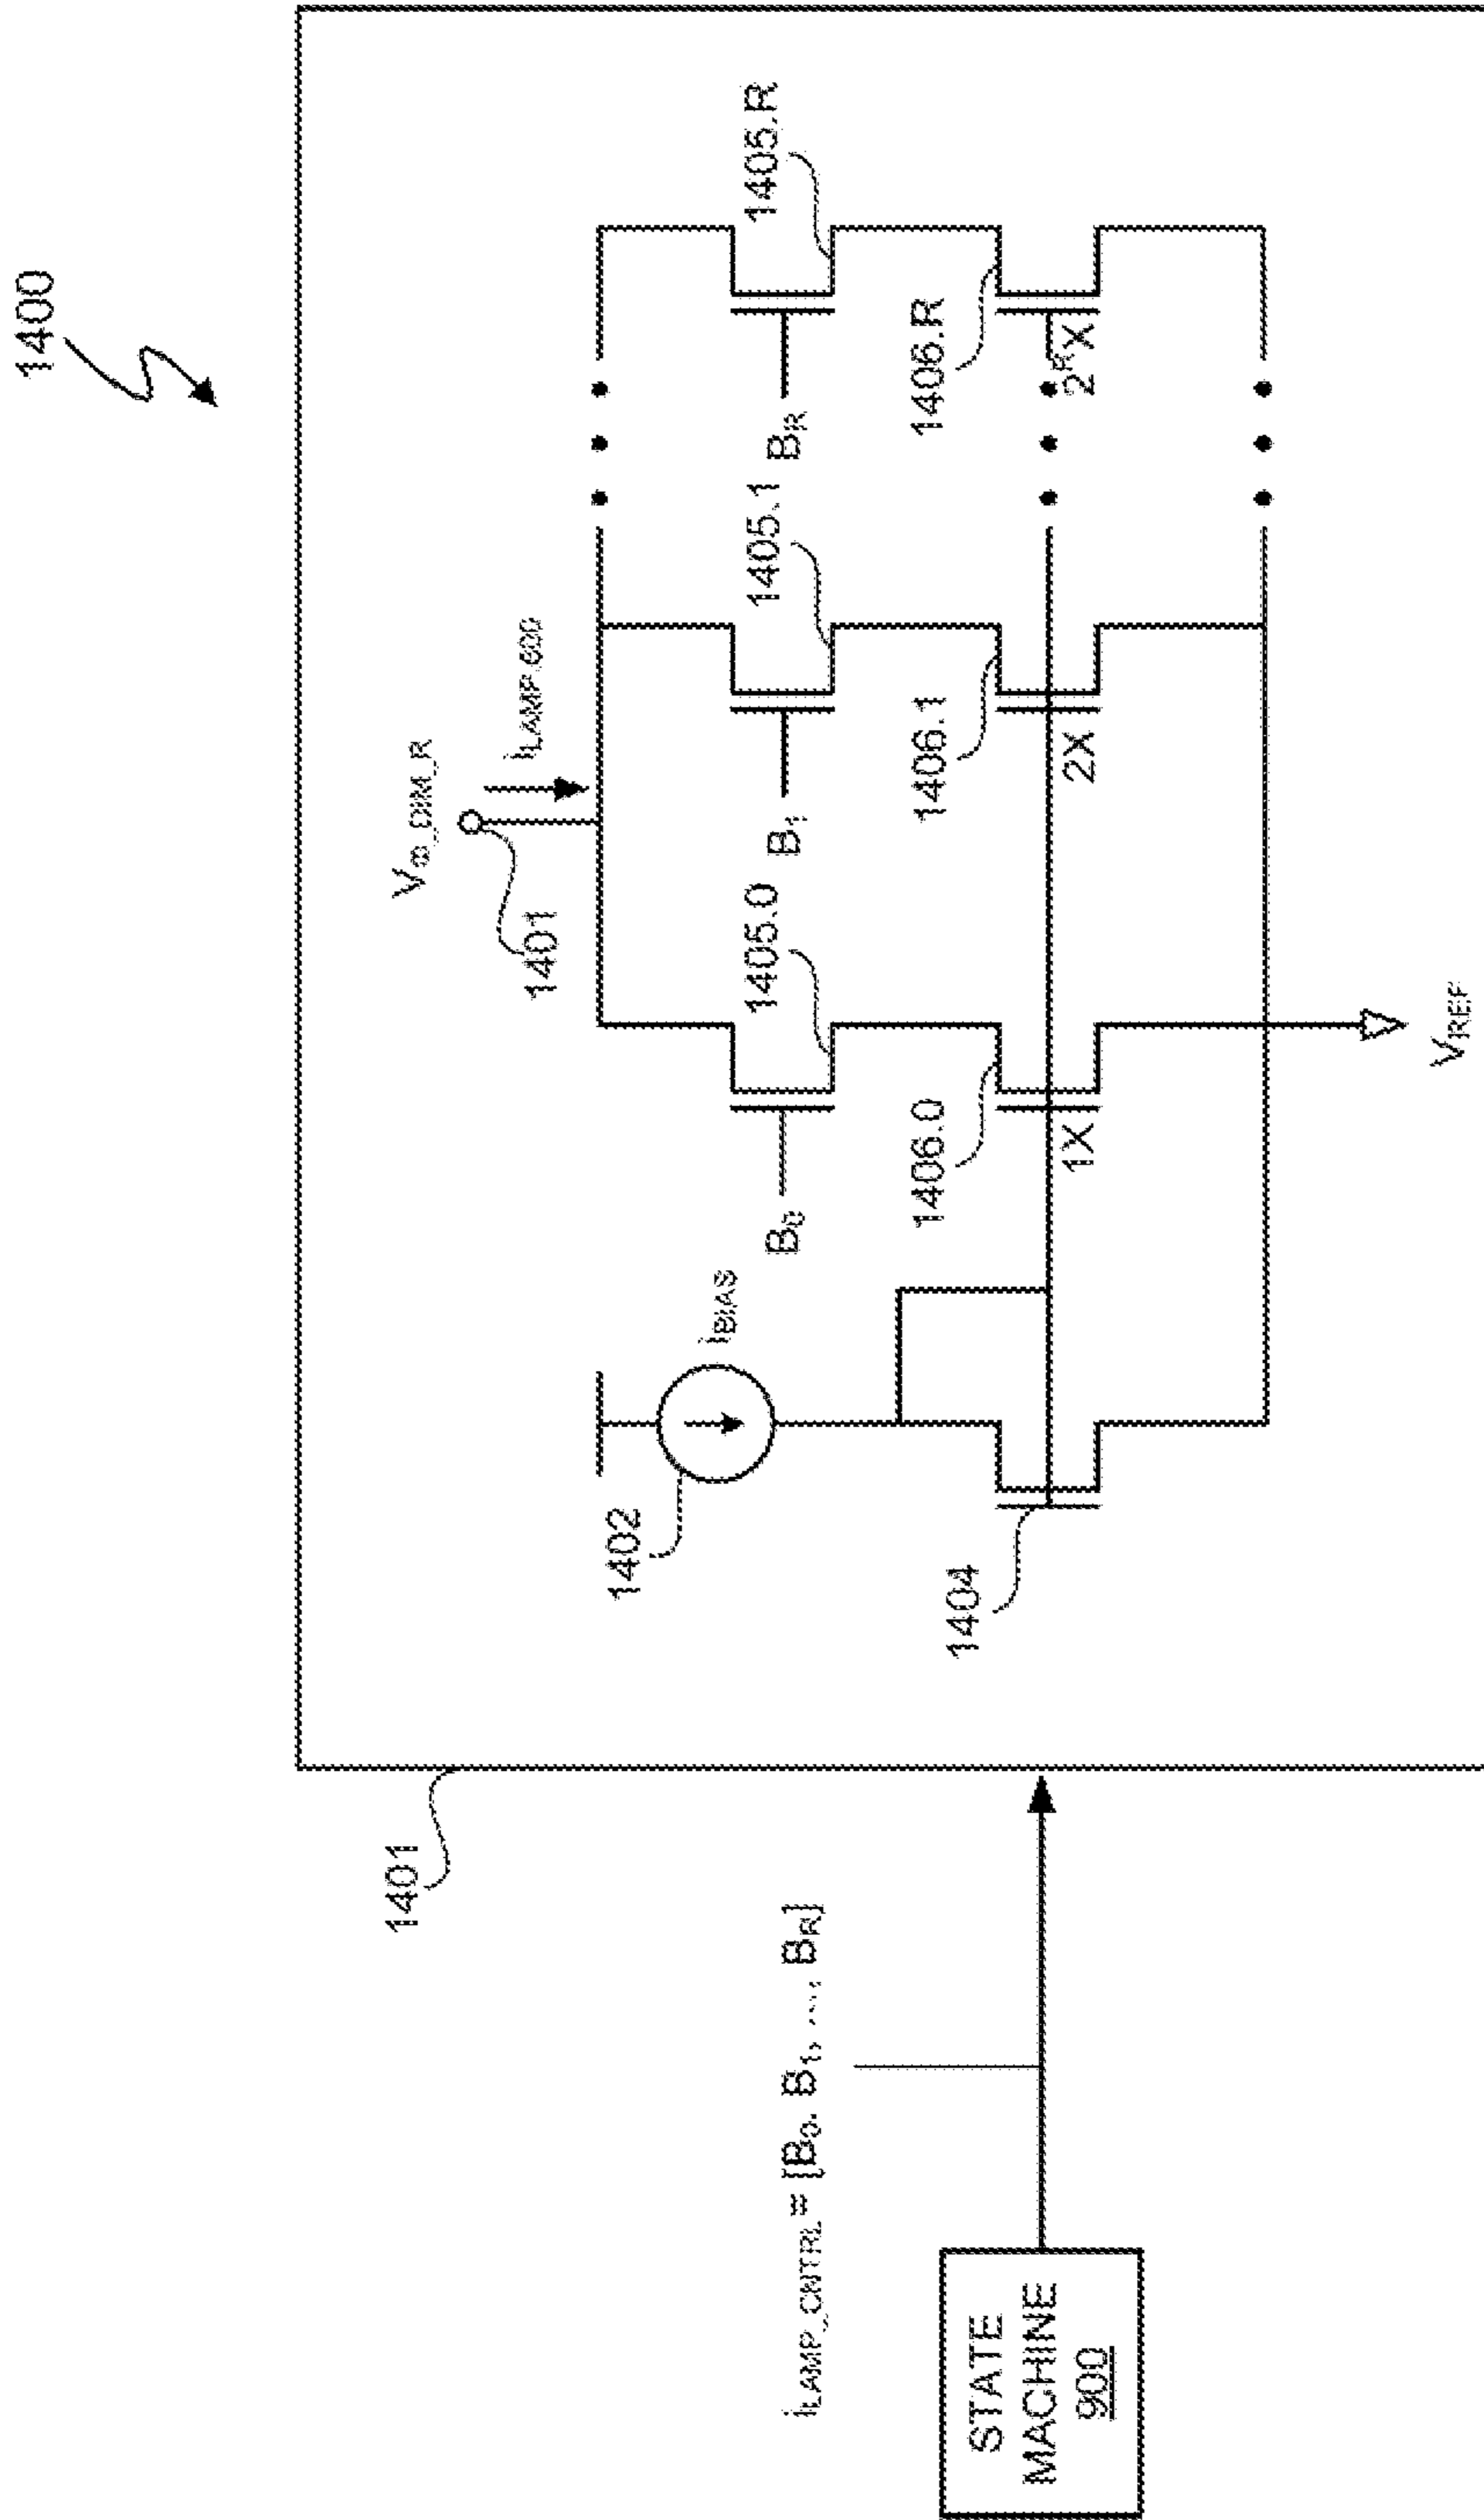 1400
1401
V_Φ_DIM_R
i_LAMP.600
1401
1402
i_BIAS
B_0
1405.0
B_1
1405.1
B_R
1405.R
1404
1406.0
1X
1406.1
2X
1406.R
2^R X
V_REF
i_LAMP_CNTRL = [B_0, B_1, ..., B_R]
STATE
MACHINE
900